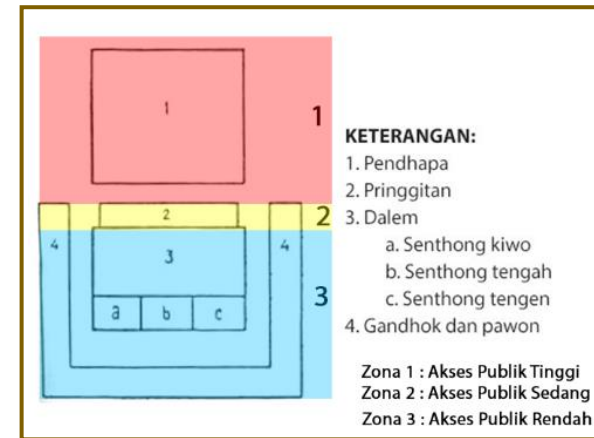 1
1
KETERANGAN:
1. Pendhapa
2. Pringgitan
3. Dalem
a. Senthong kiwo
b. Senthong tengah
c. Senthong tengen
4. Gandhok dan pawon
2
2
4
3
4
3
a
b
c
Zona 1 : Akses Publik Tinggi
Zona 2 : Akses Publik Sedang
Zona 3 : Akses Publik Rendah